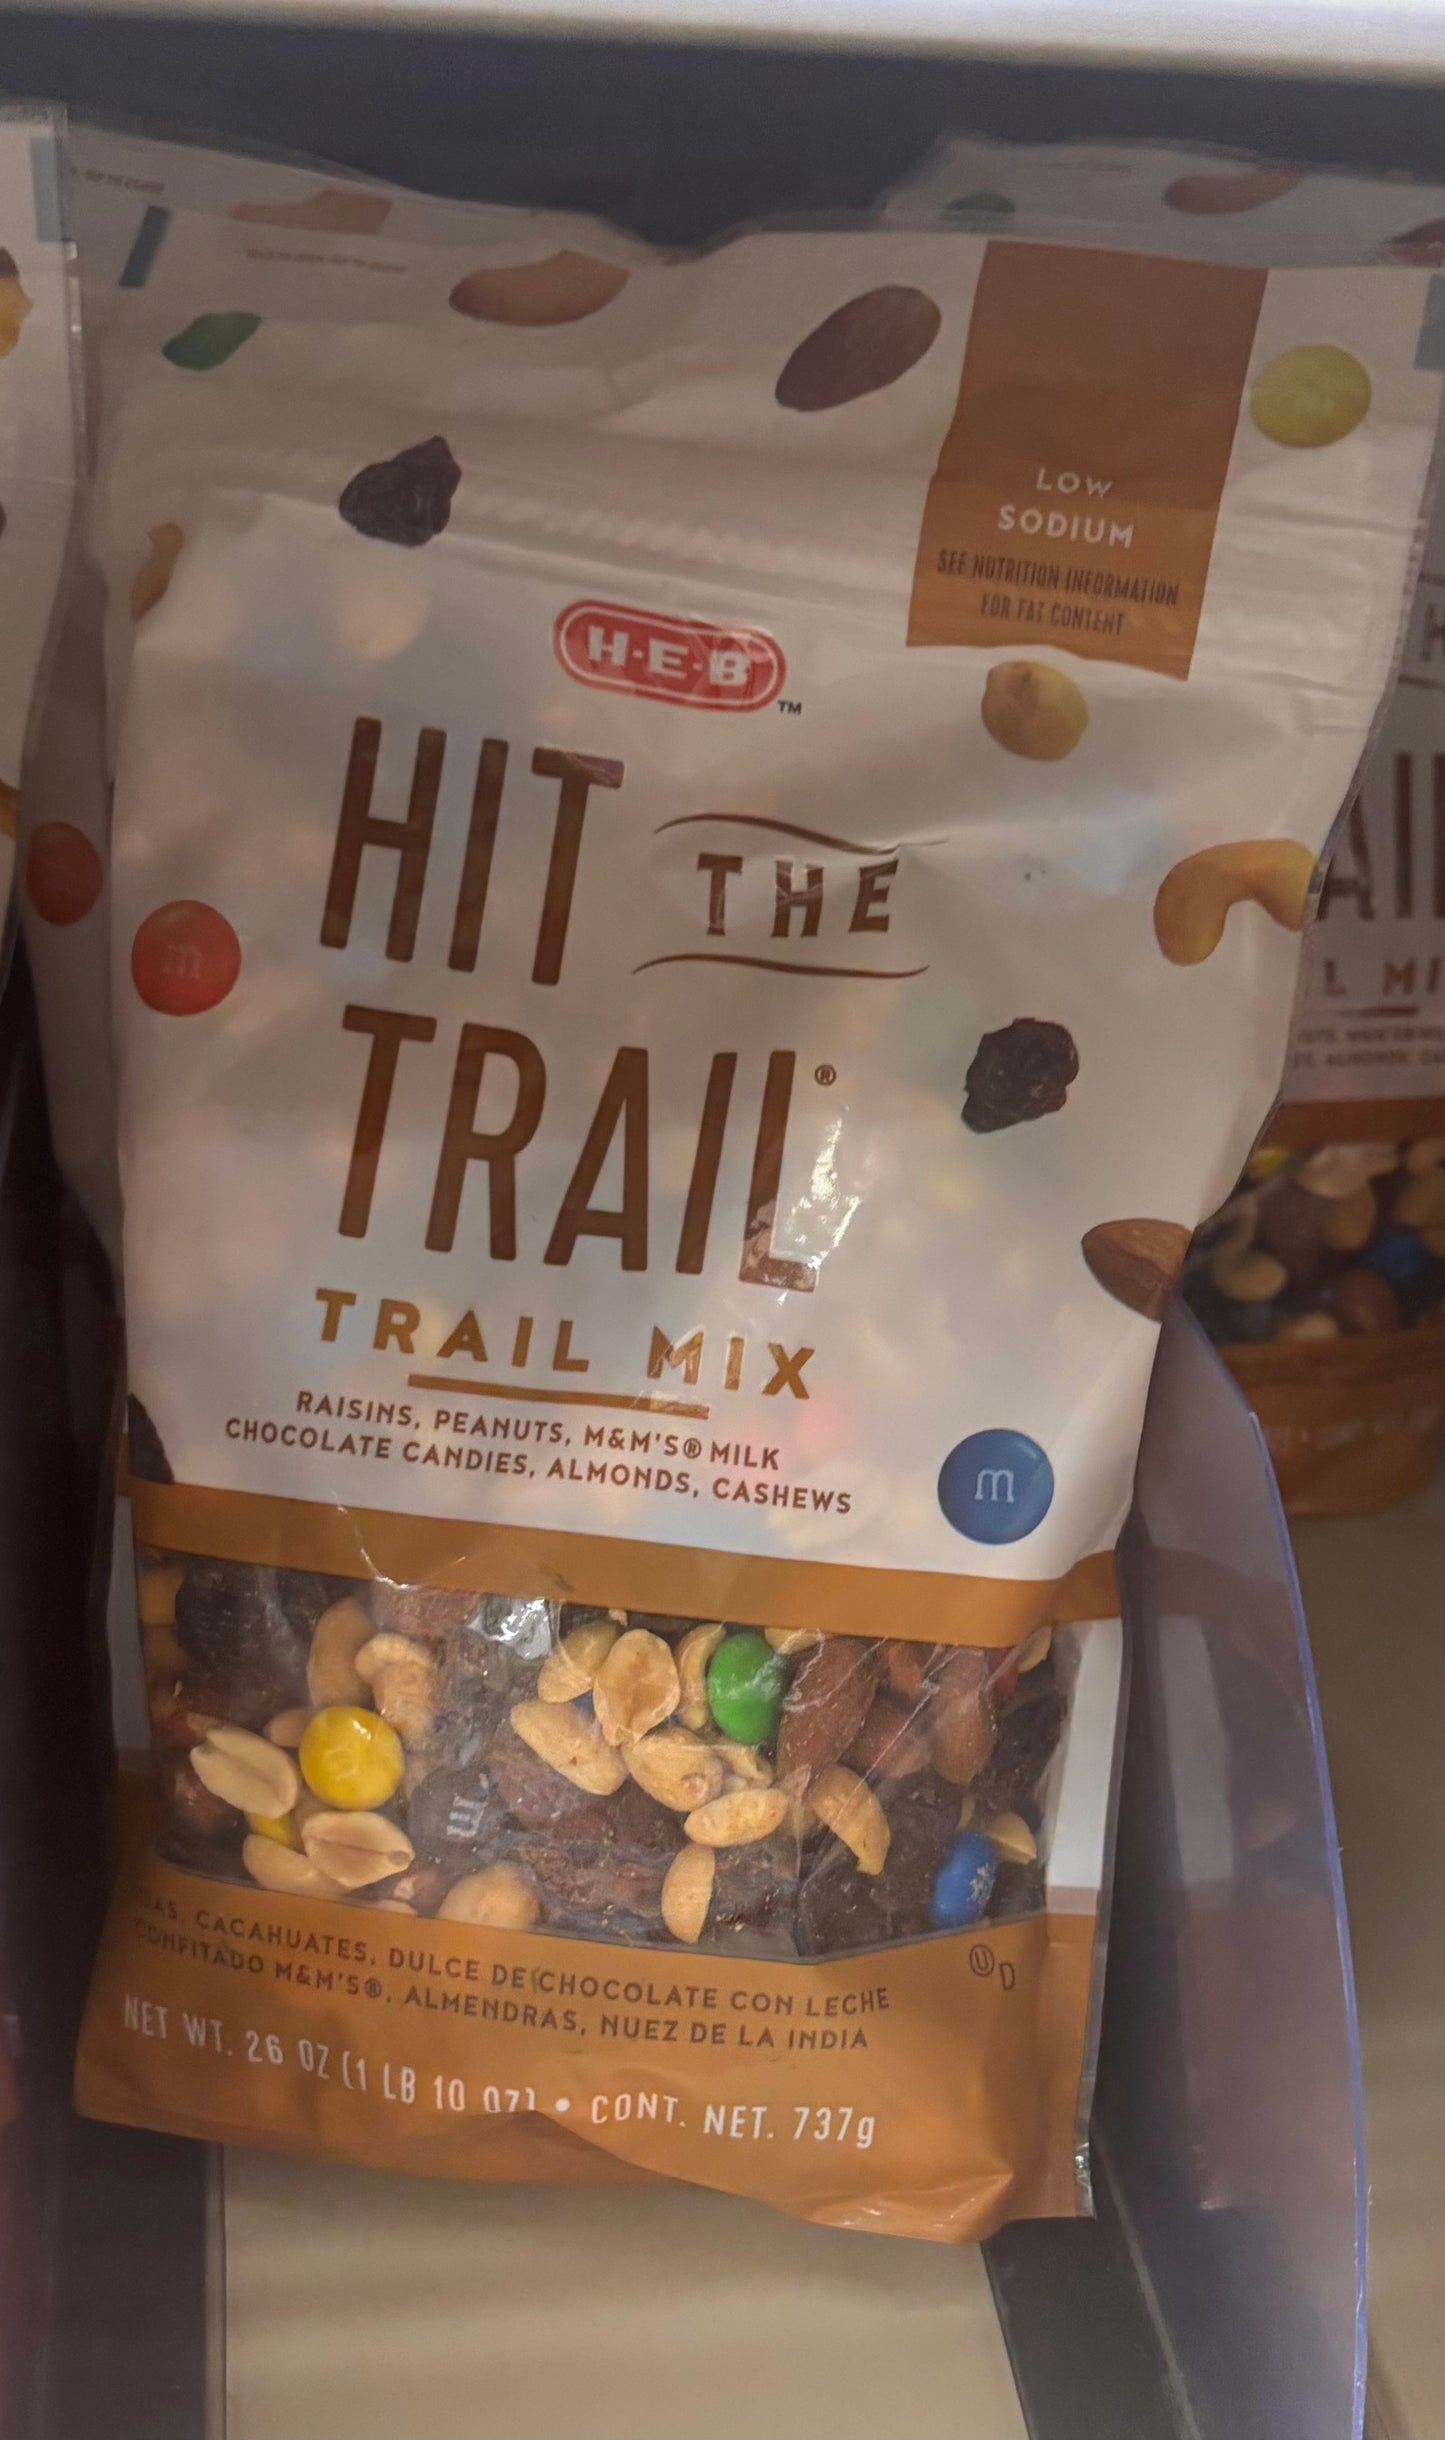 LOW
SODIUM
SEE NUTRITION INFORMATION
FOR FAT CONTENT
H-E-B™
HIT THE
TRAIL®
TRAIL MIX
RAISINS, PEANUTS, M&M'S® MILK
CHOCOLATE CANDIES, ALMONDS, CASHEWS
m
m
CACAHUATES, DULCE DE CHOCOLATE CON LECHE
CONFITADO M&M'S®, ALMENDRAS, NUEZ DE LA INDIA
U D
NET WT. 26 OZ (1 LB 10 OZ) • CONT. NET. 737g